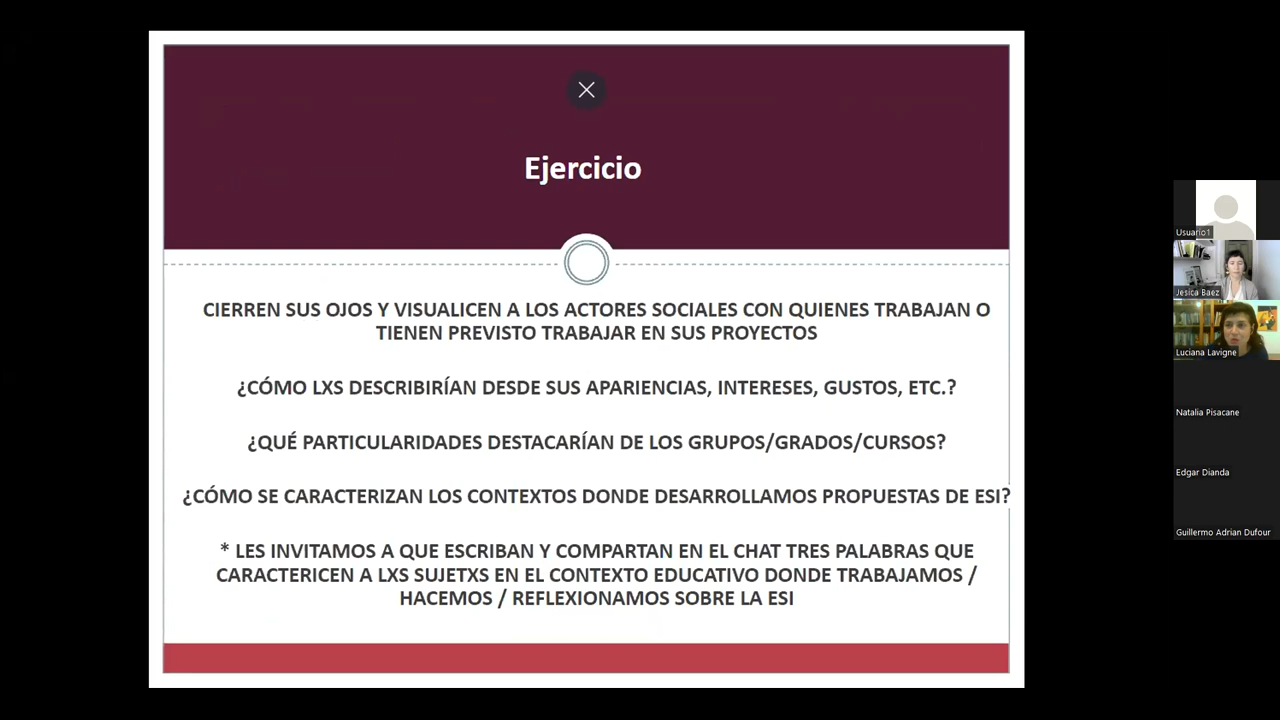 Ejercicio
CIERREN SUS OJOS Y VISUALICEN A LOS ACTORES SOCIALES CON QUIENES TRABAJAN O
TIENEN PREVISTO TRABAJAR EN SUS PROYECTOS
¿CÓMO LXS DESCRIBIRÍAN DESDE SUS APARIENCIAS, INTERESES, GUSTOS, ETC.?
¿QUÉ PARTICULARIDADES DESTACARÍAN DE LOS GRUPOS/GRADOS/CURSOS?
¿CÓMO SE CARACTERIZAN LOS CONTEXTOS DONDE DESARROLLAMOS PROPUESTAS DE ESI?
* LES INVITAMOS A QUE ESCRIBAN Y COMPARTAN EN EL CHAT TRES PALABRAS QUE
CARACTERICEN A LXS SUJETXS EN EL CONTEXTO EDUCATIVO DONDE TRABAJAMOS /
HACEMOS / REFLEXIONAMOS SOBRE LA ESI
Usuario1
Jesica Baez
Luciana Lavigne
Natalia Pisacane
Edgar Dianda
Guillermo Adrian Dufour